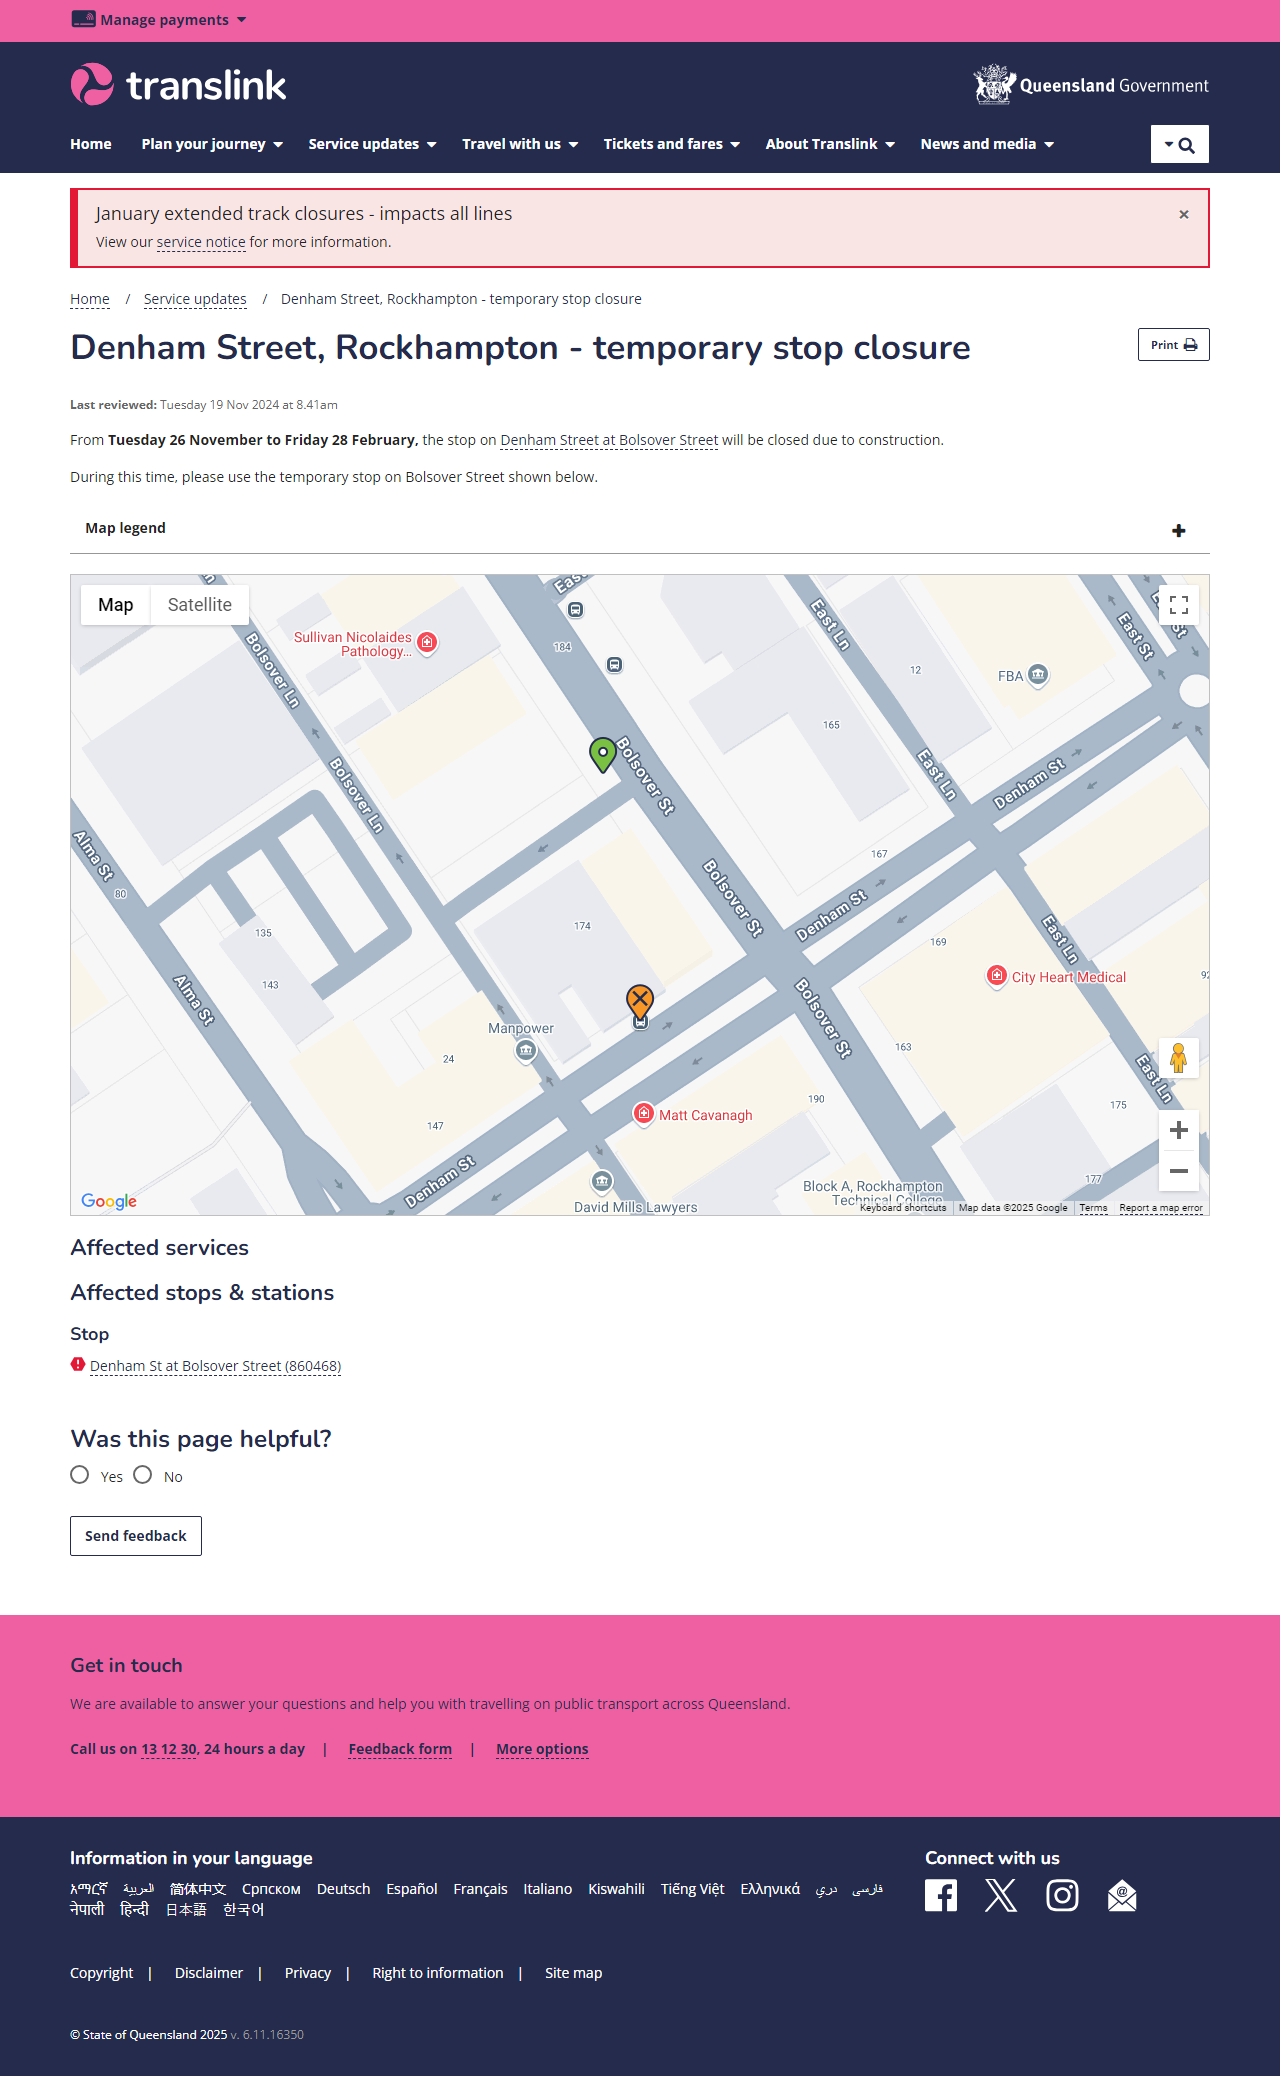 Manage payments
translink
Queensland Government
Home Plan your journey Service updates Travel with us Tickets and fares About Translink News and media
January extended track closures - impacts all lines
×
View our service notice for more information.
Home / Service updates / Denham Street, Rockhampton - temporary stop closure
Denham Street, Rockhampton - temporary stop closure
Print
Last reviewed: Tuesday 19 Nov 2024 at 8.41am
From Tuesday 26 November to Friday 28 February, the stop on Denham Street at Bolsover Street will be closed due to construction.
During this time, please use the temporary stop on Bolsover Street shown below.
Map legend
Map Satellite
East
East Ln
East St
Bolsover Ln
Sullivan Nicolaides
Pathology...
184
12
FBA
165
Bolsover St
East Ln
Denham St
Bolsover Ln
Alma St
80
167
Bolsover St
Denham St
135
174
169
East Ln
143
City Heart Medical
92
Alma St
Bolsover St
Manpower
24
163
East Ln
190
175
147
Matt Cavanagh
Denham St
177
Block A, Rockhampton
Technical College
David Mills Lawyers
Google
Keyboard shortcuts Map data ©2025 Google Terms Report a map error
Affected services
Affected stops & stations
Stop
Denham St at Bolsover Street (860468)
Was this page helpful?
Yes No
Send feedback
Get in touch
We are available to answer your questions and help you with travelling on public transport across Queensland.
Call us on 13 12 30, 24 hours a day | Feedback form | More options
Information in your language
አማርኛ العربية 简体中文 Српском Deutsch Español Français Italiano Kiswahili Tiếng Việt Ελληνικά دري فارسی
नेपाली हिन्दी 日本語 한국어
Connect with us
Copyright | Disclaimer | Privacy | Right to information | Site map
© State of Queensland 2025 v. 6.11.16350